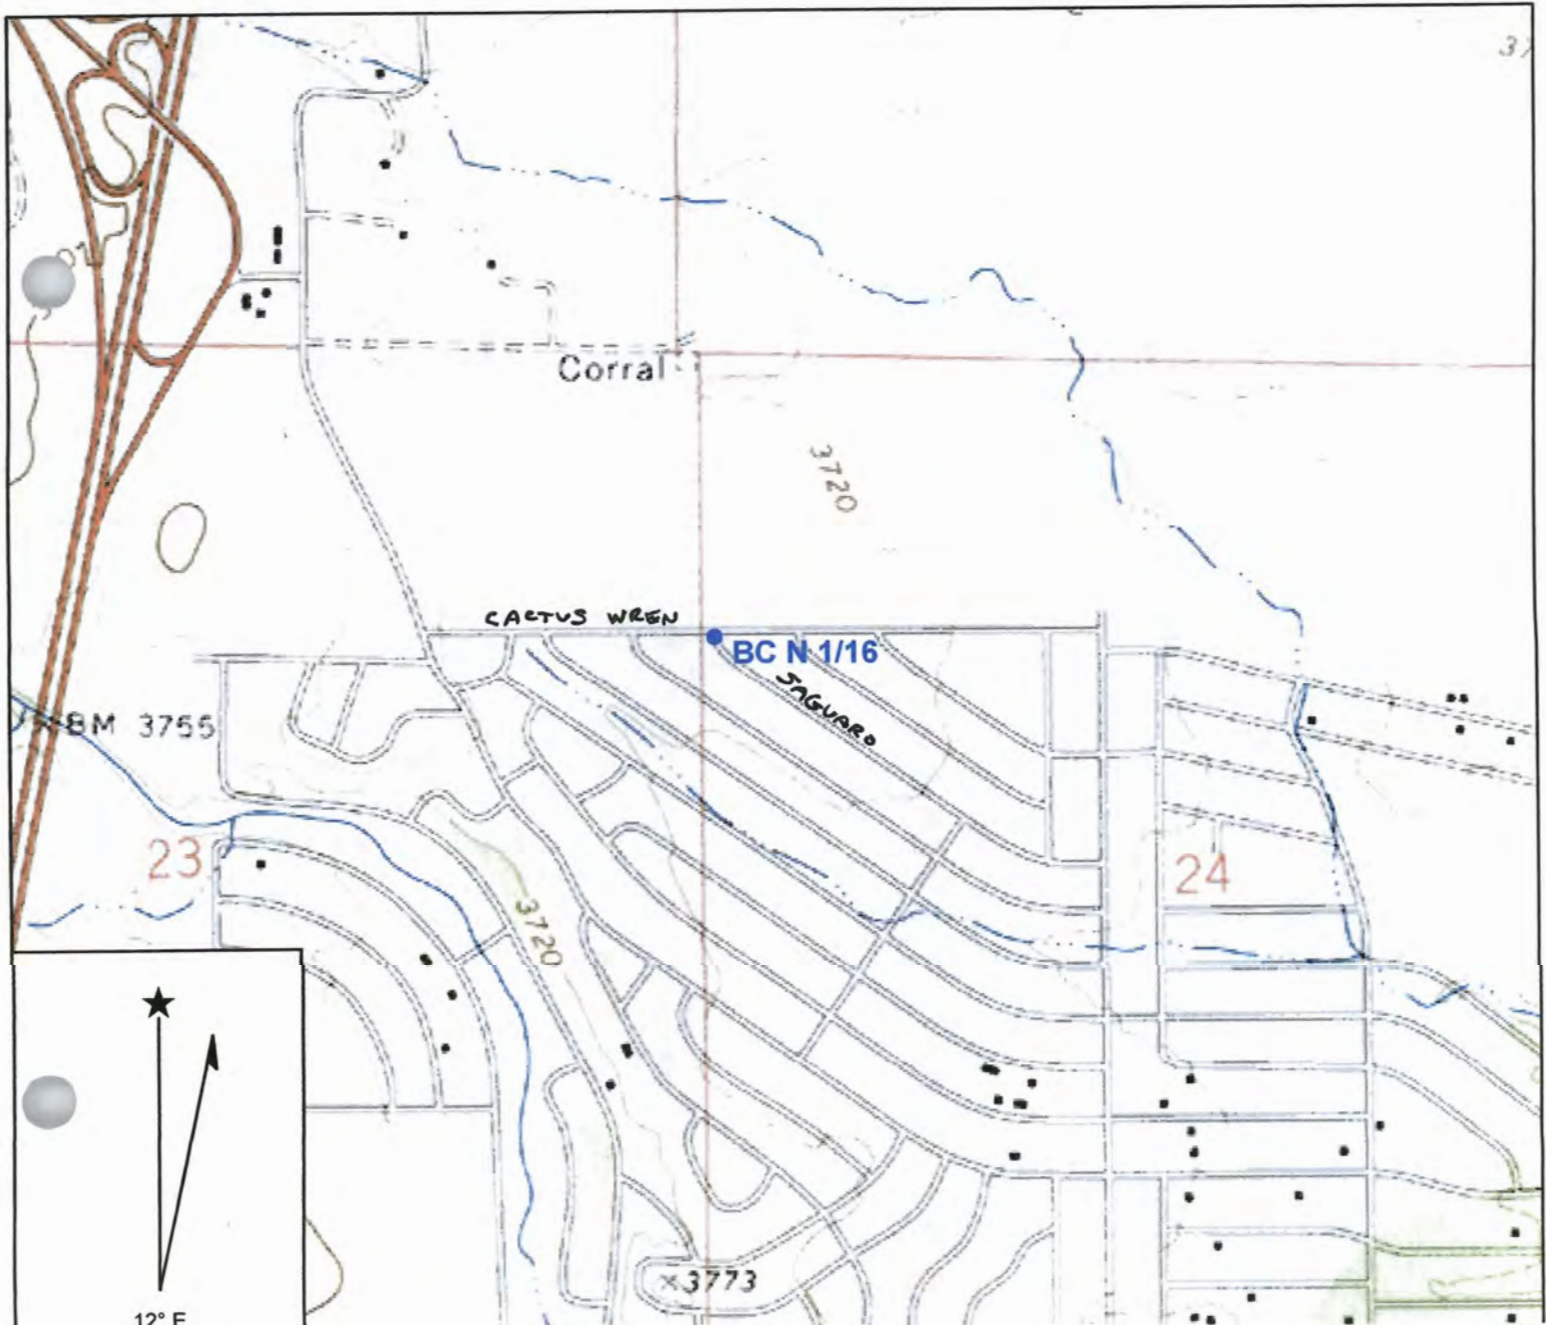 Corral
3720
CACTUS WREN
BC N 1/16
SAGUARO
BM 3755
23
24
3720
×3773
12° E